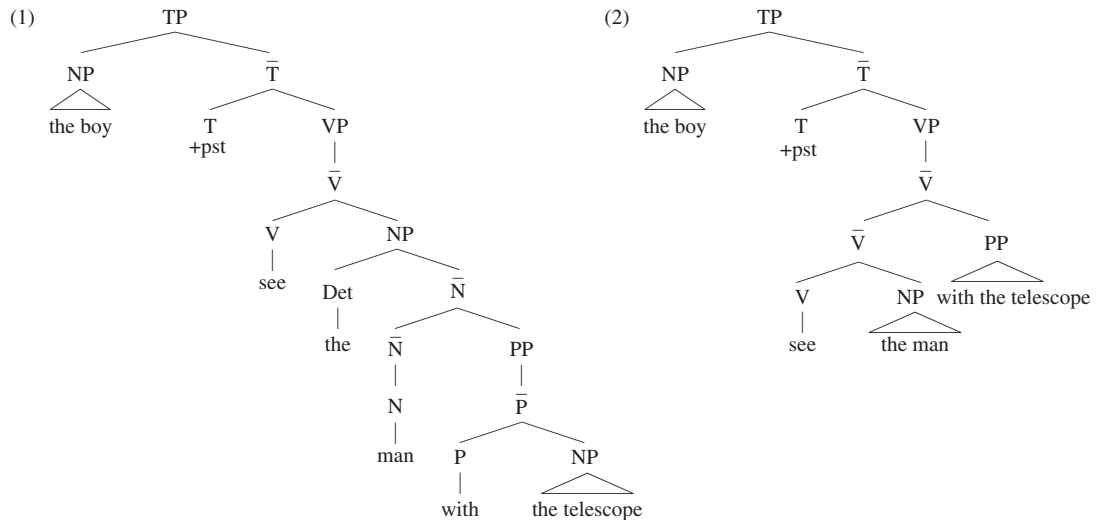 (1) TP (2) TP
NP T̄ NP T̄
the boy T VP the boy T VP
+pst +pst
V̄ V̄
V NP V̄ PP
see Det N̄ V NP with the telescope
the N̄ PP see the man
N P̄
man P NP
with the telescope